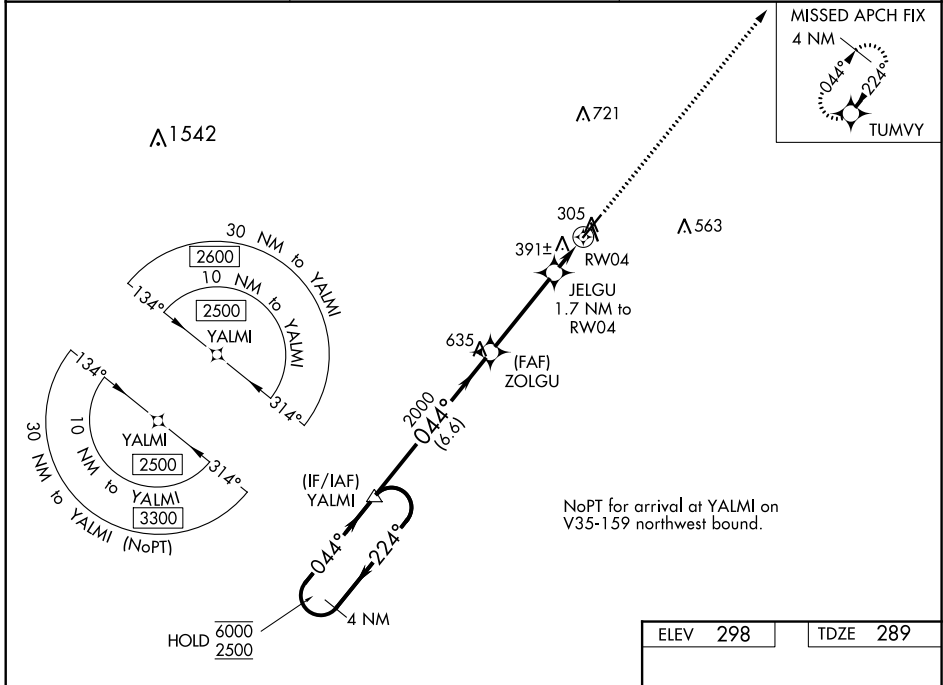 MISSED APCH FIX
4 NM
044°
224°
TUMVY
1542
721
305
563
391±
RW04
JELGU
1.7 NM to
RW04
30 NM to YALMI
2600
10 NM to YALMI
2500
134°
YALMI
314°
635
(FAF)
ZOLGU
134°
YALMI
2500
314°
10 NM to YALMI
3300
30 NM to YALMI (NoPT)
2000
044°
(6.6)
(IF/IAF)
YALMI
NoPT for arrival at YALMI on
V35-159 northwest bound.
044°
224°
4 NM
HOLD 6000
2500
ELEV 298
TDZE 289